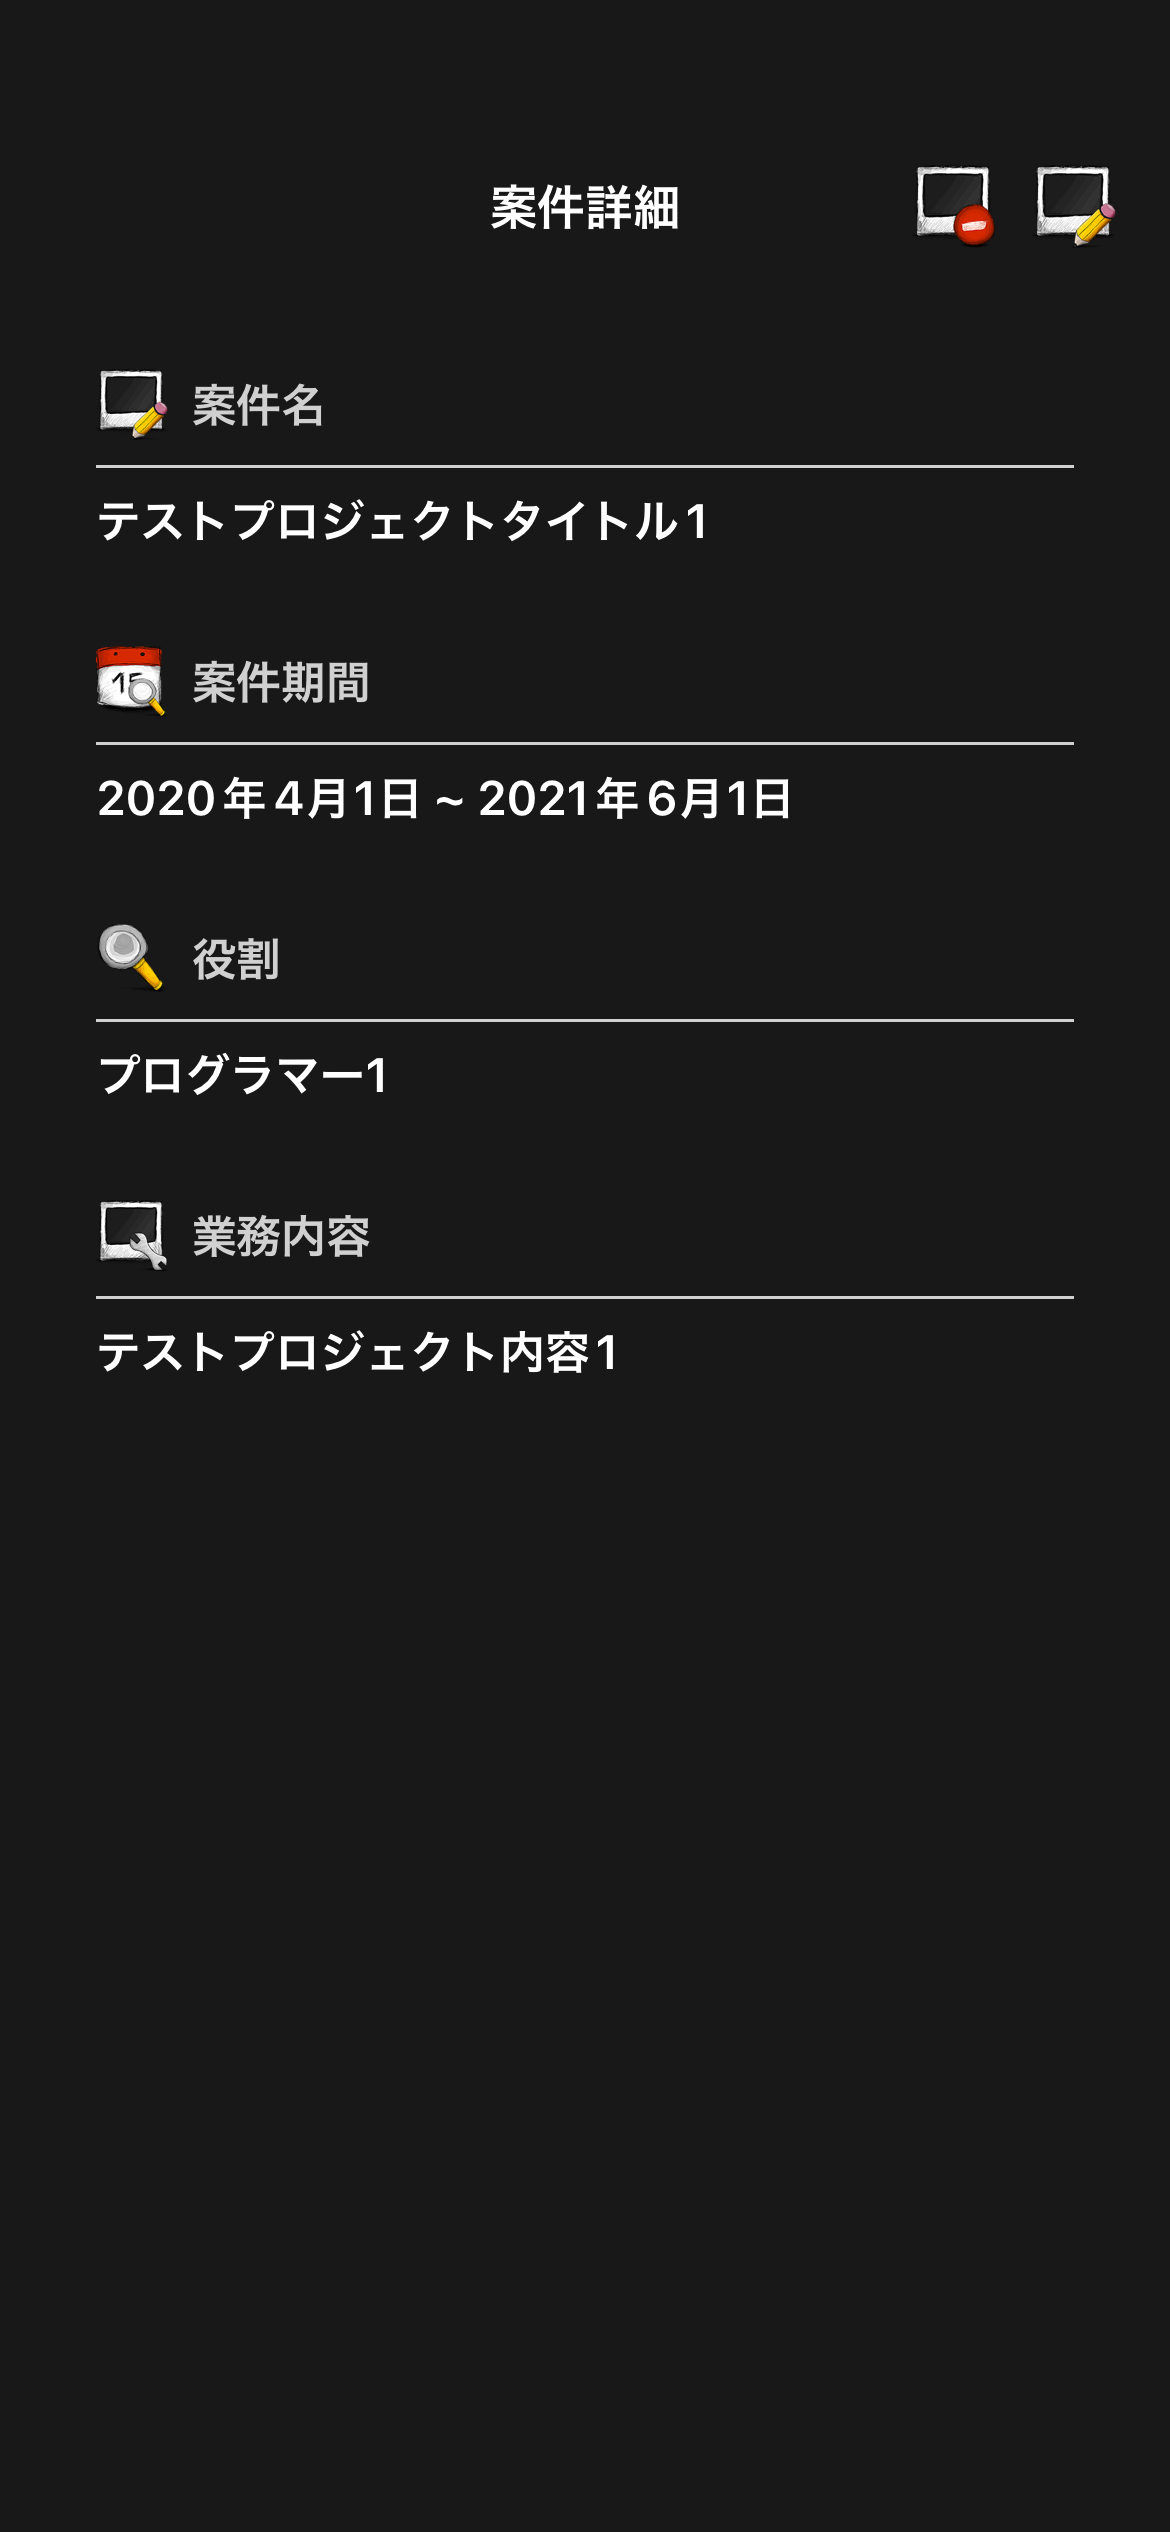 案件詳細
案件名
テストプロジェクトタイトル1
案件期間
2020年4月1日 ~ 2021年6月1日
役割
プログラマー1
業務内容
テストプロジェクト内容1